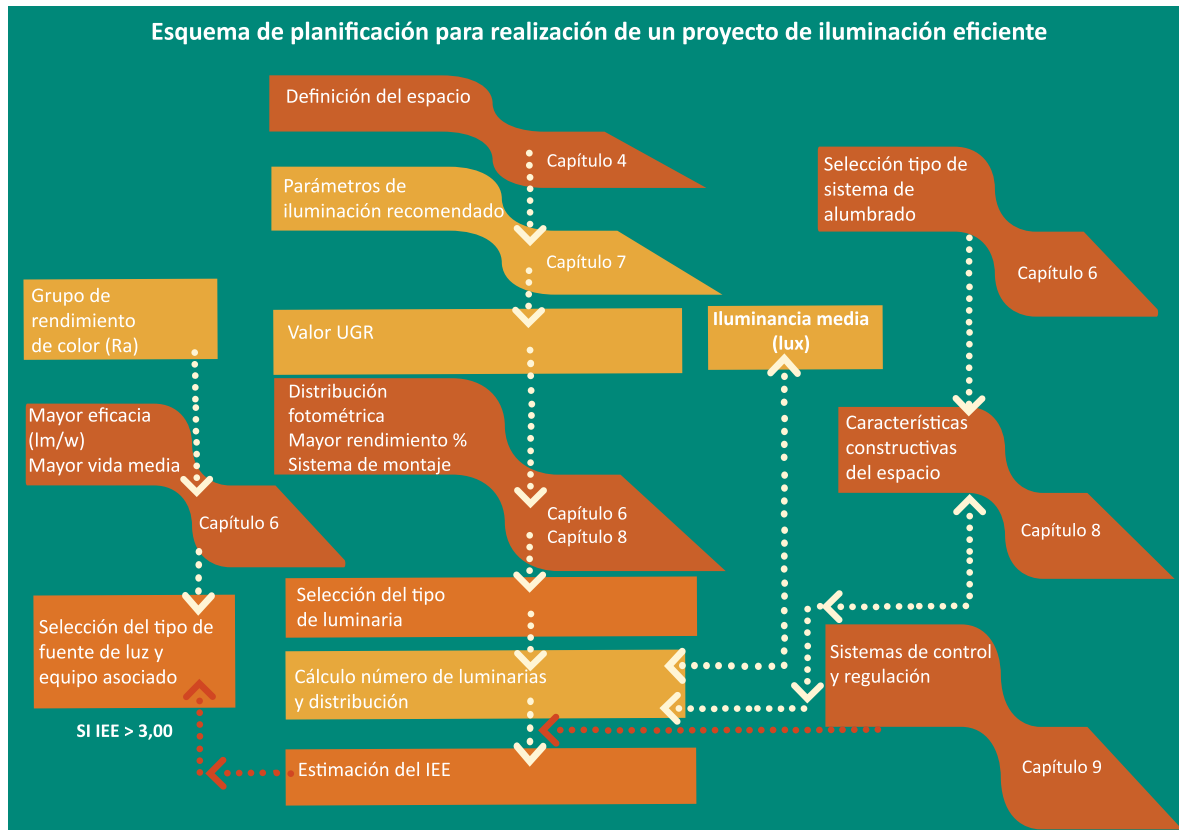 Esquema de planificación para realización de un proyecto de iluminación eficiente
Definición del espacio
Capítulo 4
Parámetros de
iluminación recomendado
Capítulo 7
Selección tipo de
sistema de
alumbrado
Capítulo 6
Grupo de
rendimiento
de color (Ra)
Valor UGR
Iluminancia media
(lux)
Mayor eficacia
(lm/w)
Mayor vida media
Capítulo 6
Distribución
fotométrica
Mayor rendimiento %
Sistema de montaje
Capítulo 6
Capítulo 8
Características
constructivas
del espacio
Capítulo 8
Selección del tipo de
fuente de luz y
equipo asociado
Selección del tipo
de luminaria
Cálculo número de luminarias
y distribución
Sistemas de control
y regulación
Capítulo 9
SI IEE > 3,00
Estimación del IEE